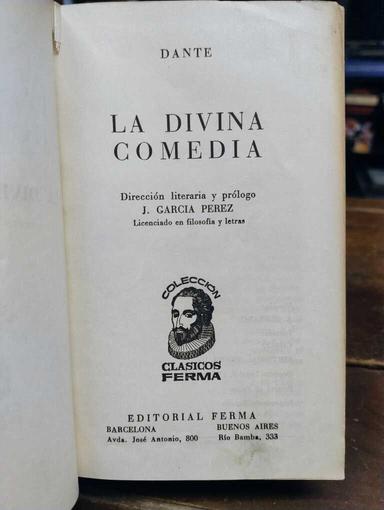 DANTE
LA DIVINA
COMEDIA
Dirección literaria y prólogo
J. GARCIA PEREZ
Licenciado en filosofía y letras
COLECCIÓN
CLASICOS
FERMA
EDITORIAL FERMA
BARCELONA BUENOS AIRES
Avda. José Antonio, 800 Río Bamba, 333